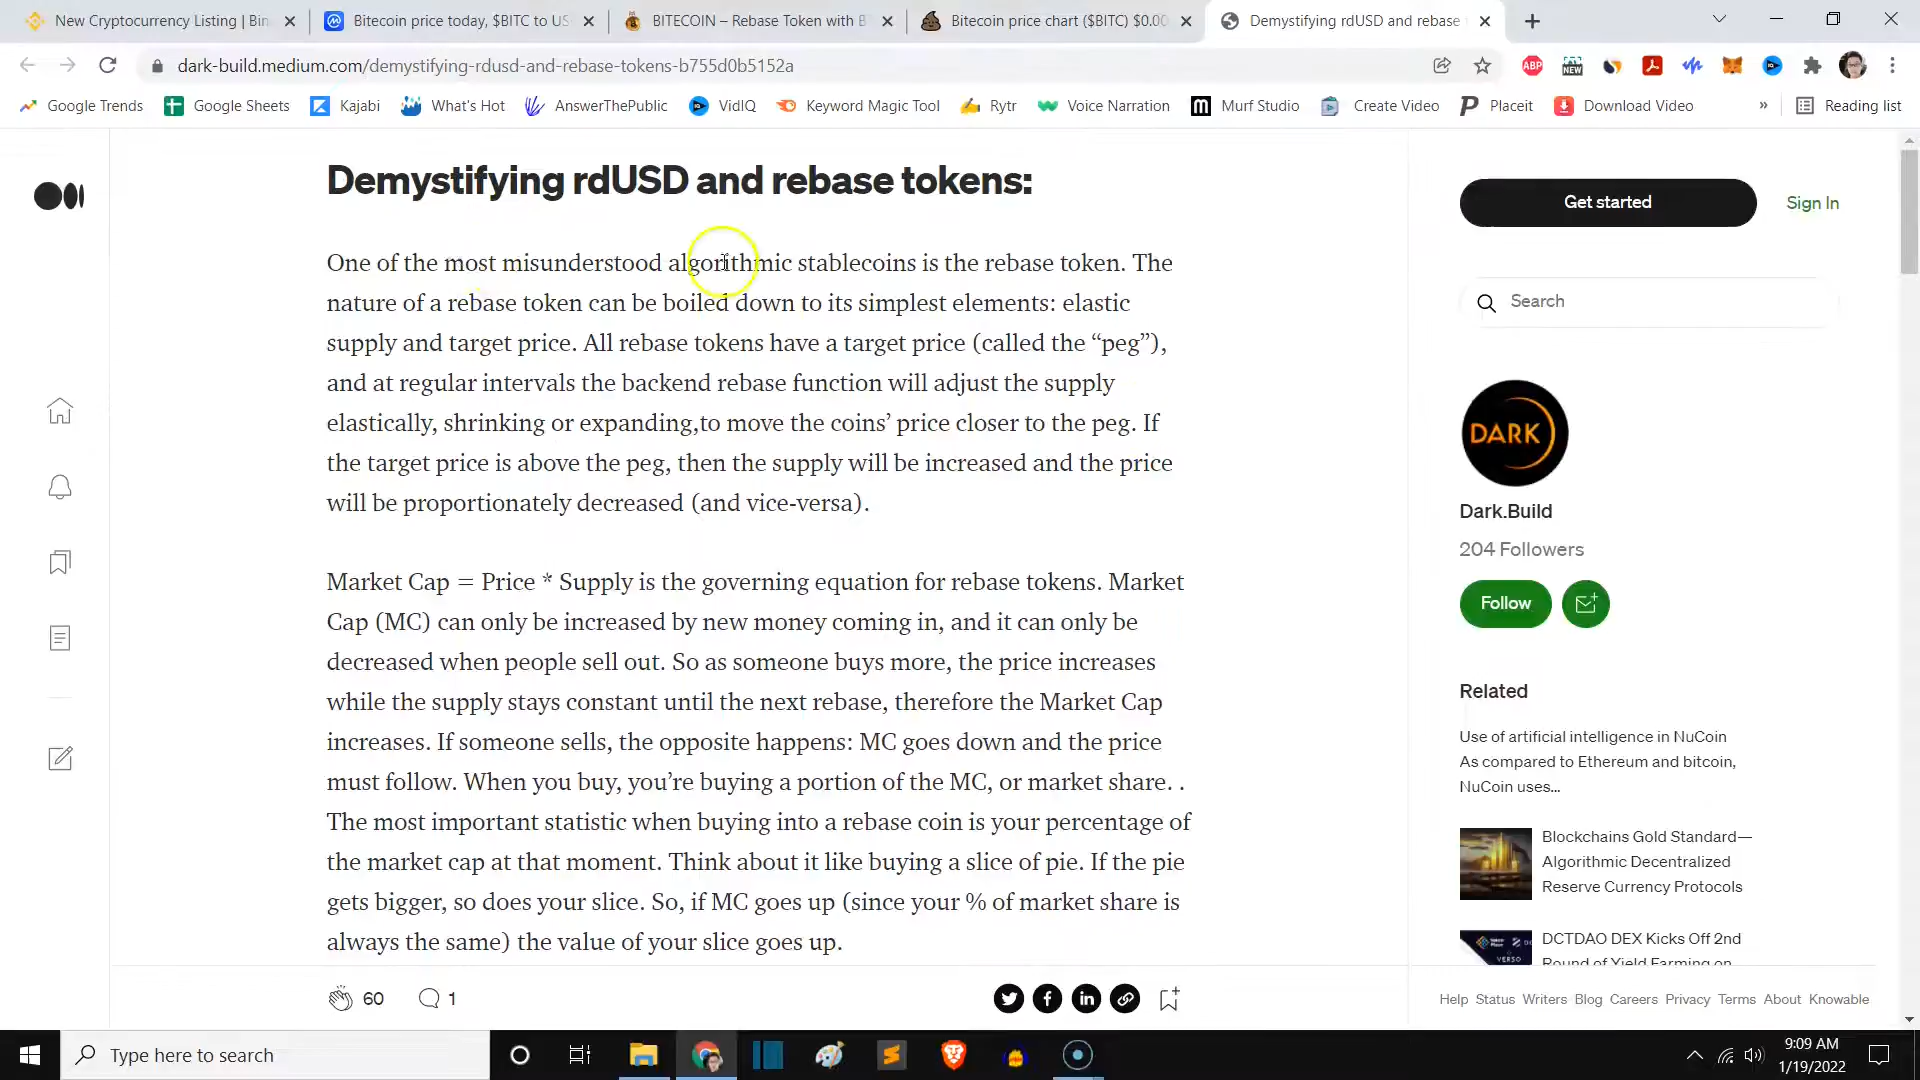 New Cryptocurrency Listing | Bin
Bitecoin price today, $BITC to US
BITECOIN – Rebase Token with B
Bitecoin price chart ($BITC) $0.00
Demystifying rdUSD and rebase t
dark-build.medium.com/demystifying-rdusd-and-rebase-tokens-b755d0b5152a
ABP
NEW
Google Trends
Google Sheets
Kajabi
What's Hot
AnswerThePublic
VidIQ
Keyword Magic Tool
Rytr
Voice Narration
Murf Studio
Create Video
Placeit
Download Video
»
Reading list
Demystifying rdUSD and rebase tokens:
One of the most misunderstood algorithmic stablecoins is the rebase token. The
nature of a rebase token can be boiled down to its simplest elements: elastic
supply and target price. All rebase tokens have a target price (called the “peg”),
and at regular intervals the backend rebase function will adjust the supply
elastically, shrinking or expanding,to move the coins’ price closer to the peg. If
the target price is above the peg, then the supply will be increased and the price
will be proportionately decreased (and vice-versa).
Market Cap = Price * Supply is the governing equation for rebase tokens. Market
Cap (MC) can only be increased by new money coming in, and it can only be
decreased when people sell out. So as someone buys more, the price increases
while the supply stays constant until the next rebase, therefore the Market Cap
increases. If someone sells, the opposite happens: MC goes down and the price
must follow. When you buy, you’re buying a portion of the MC, or market share. .
The most important statistic when buying into a rebase coin is your percentage of
the market cap at that moment. Think about it like buying a slice of pie. If the pie
gets bigger, so does your slice. So, if MC goes up (since your % of market share is
always the same) the value of your slice goes up.
60
1
Get started
Sign In
Search
DARK
Dark.Build
204 Followers
Follow
Related
Use of artificial intelligence in NuCoin
As compared to Ethereum and bitcoin,
NuCoin uses...
Blockchains Gold Standard—
Algorithmic Decentralized
Reserve Currency Protocols
VERSO
DCTDAO DEX Kicks Off 2nd
Round of Yield Farming on
Help Status Writers Blog Careers Privacy Terms About Knowable
Type here to search
9:09 AM
1/19/2022